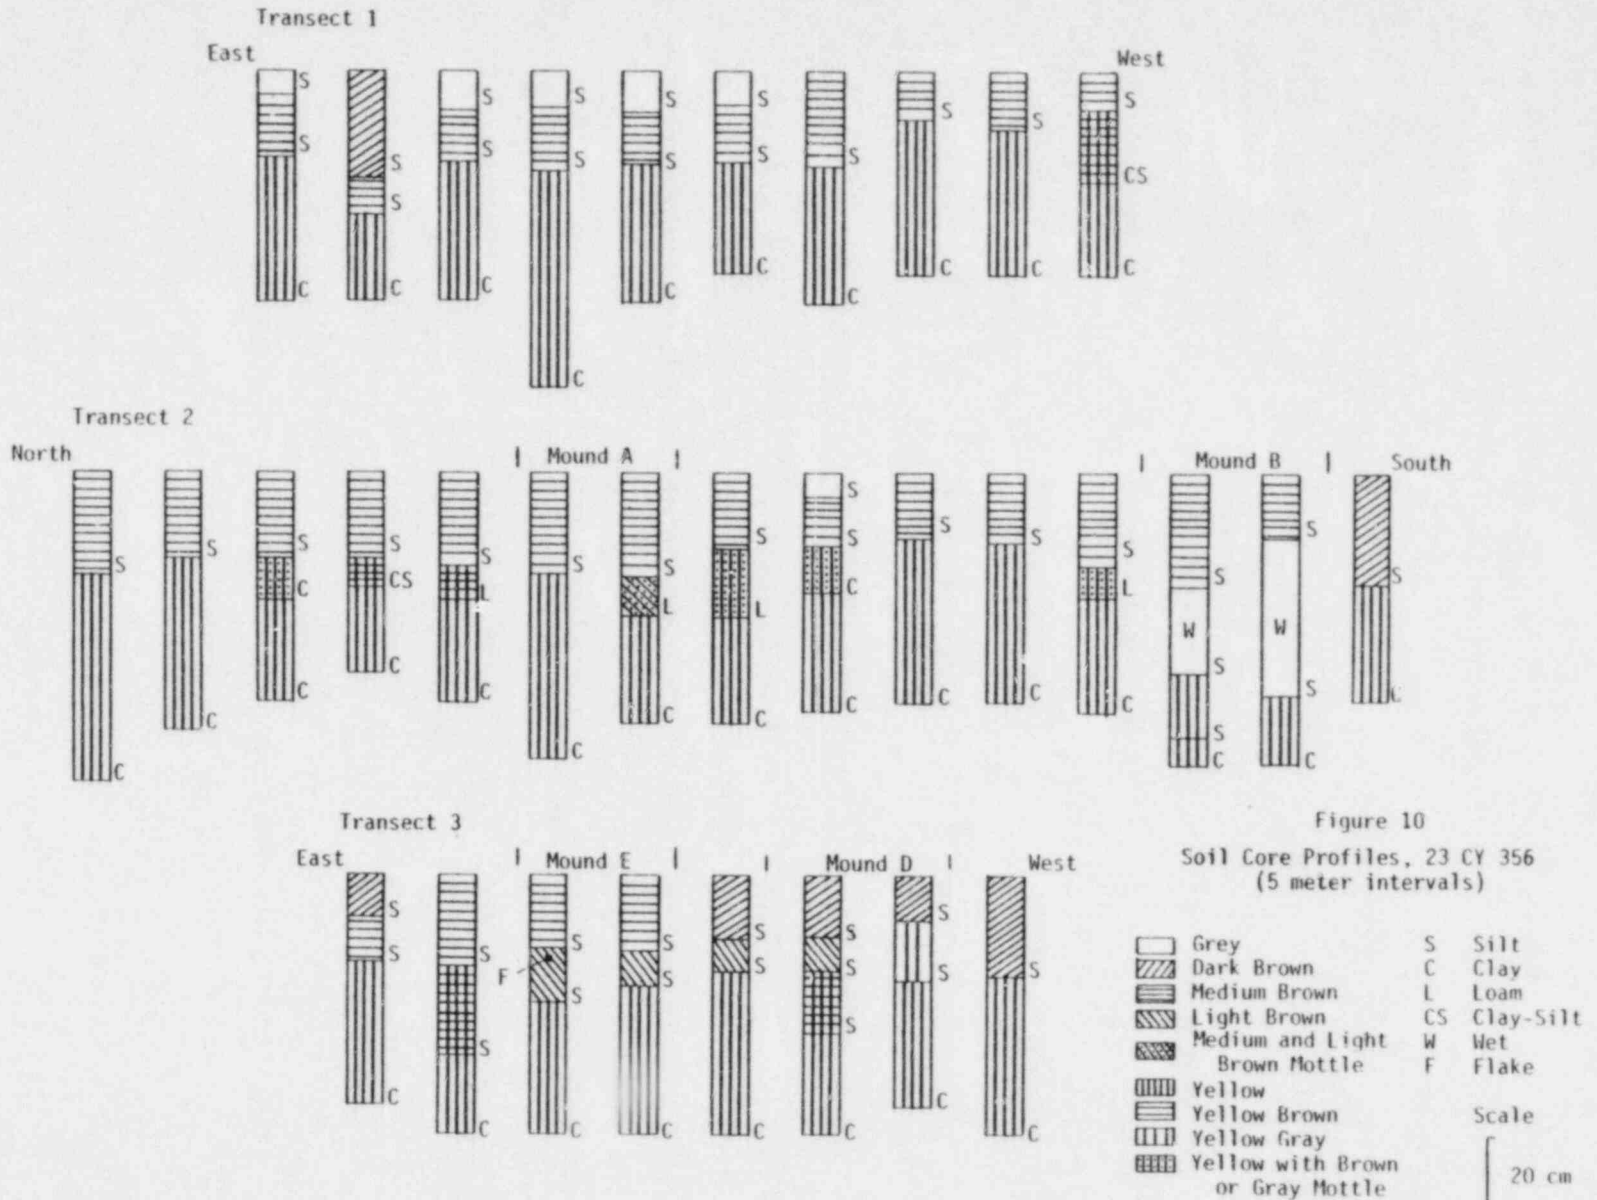 Transect 1
East
West
S S S S S S
S S S S S S S S S
S CS
C C C C C C C C C C
Transect 2
North
Mound A
Mound B
South
S S S S S S S S S S S S S S S S
C CS L L L C L
W W
S S
S
C C C C C C C C C C C C C C C
Transect 3
East
Mound E
Mound D
West
S S S S S S S S
S S S S S S
F
S S
C C C C C C C C
Figure 10
Soil Core Profiles, 23 CY 356
(5 meter intervals)
Grey S Silt
Dark Brown C Clay
Medium Brown L Loam
Light Brown CS Clay-Silt
Medium and Light W Wet
Brown Mottle F Flake
Yellow
Yellow Brown Scale
Yellow Gray
Yellow with Brown 20 cm
or Gray Mottle